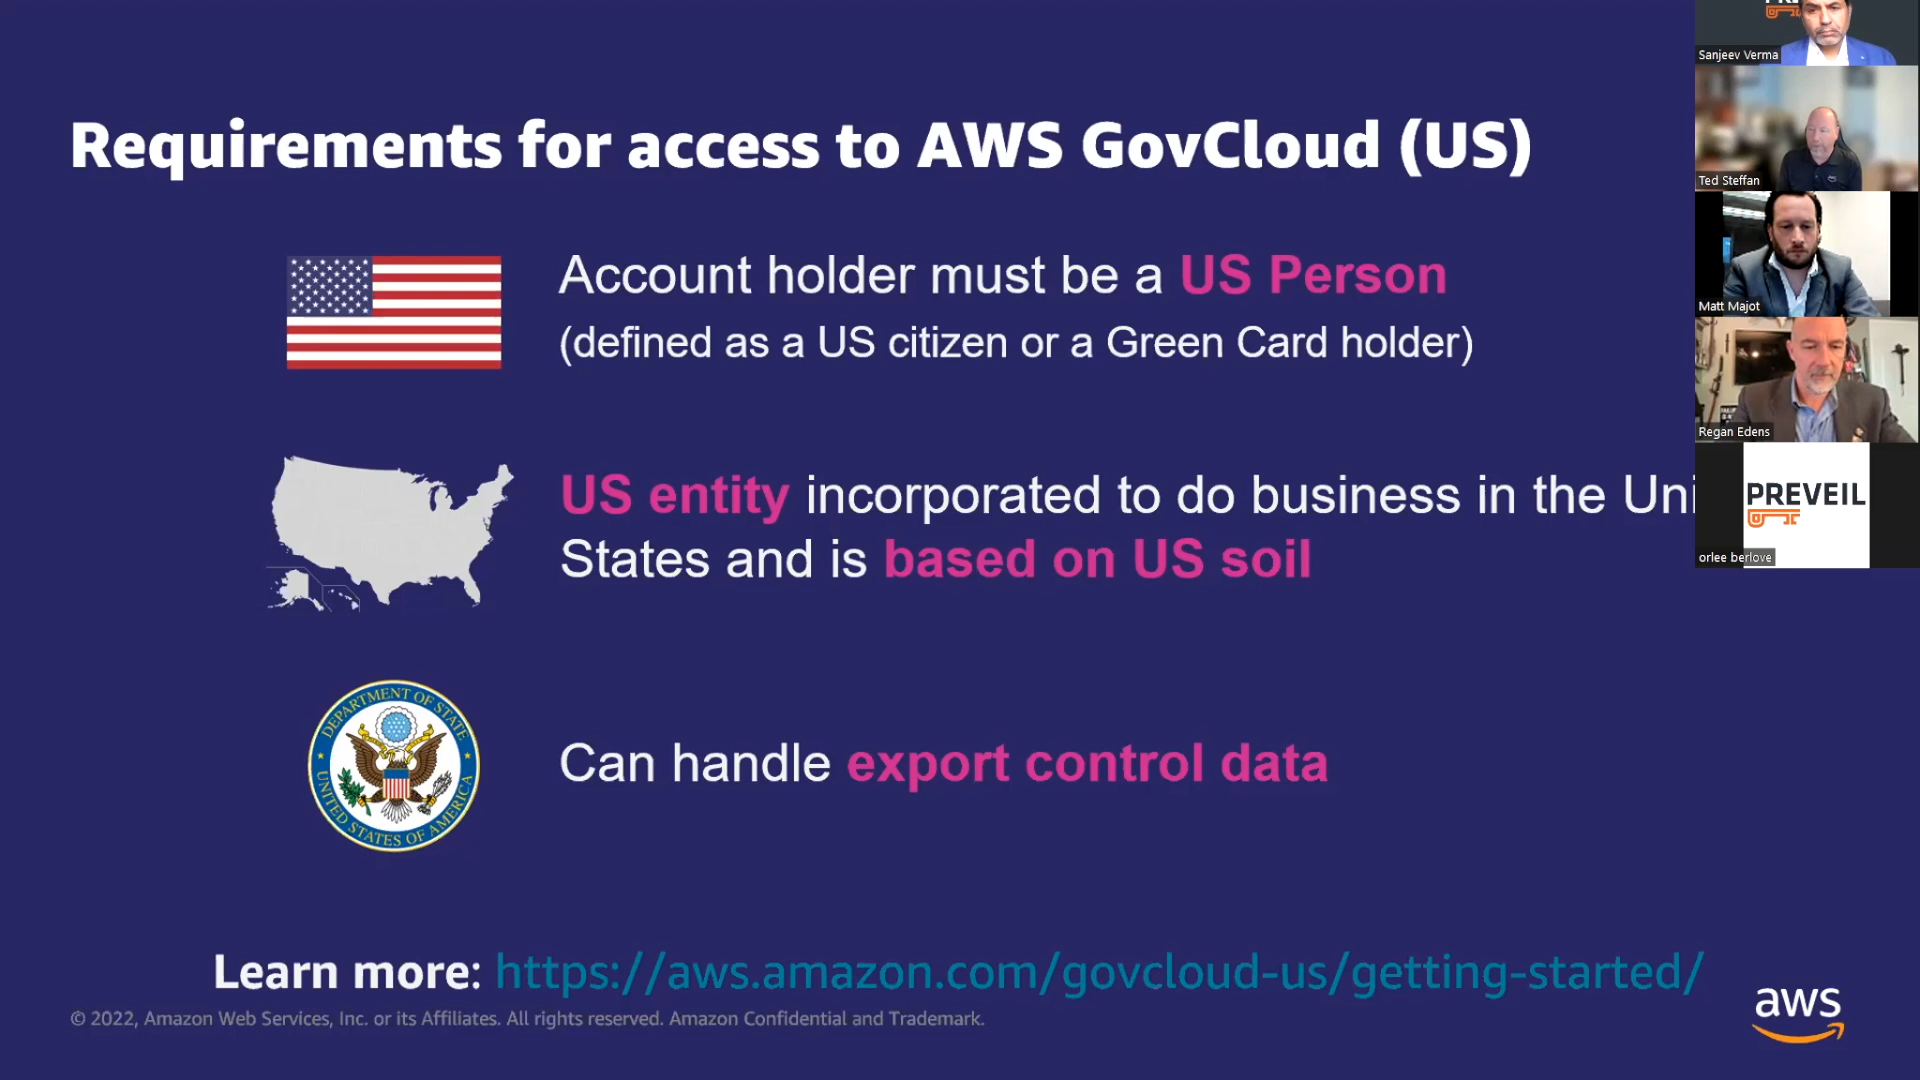 Requirements for access to AWS GovCloud (US)
Account holder must be a US Person
(defined as a US citizen or a Green Card holder)
US entity incorporated to do business in the Uni
States and is based on US soil
DEPARTMENT OF STATE
UNITED STATES OF AMERICA
Can handle export control data
Learn more: https://aws.amazon.com/govcloud-us/getting-started/
© 2022, Amazon Web Services, Inc. or its Affiliates. All rights reserved. Amazon Confidential and Trademark.
aws
Sanjeev Verma
Ted Steffan
Matt Majot
Regan Edens
PREVEIL
orlee berlove